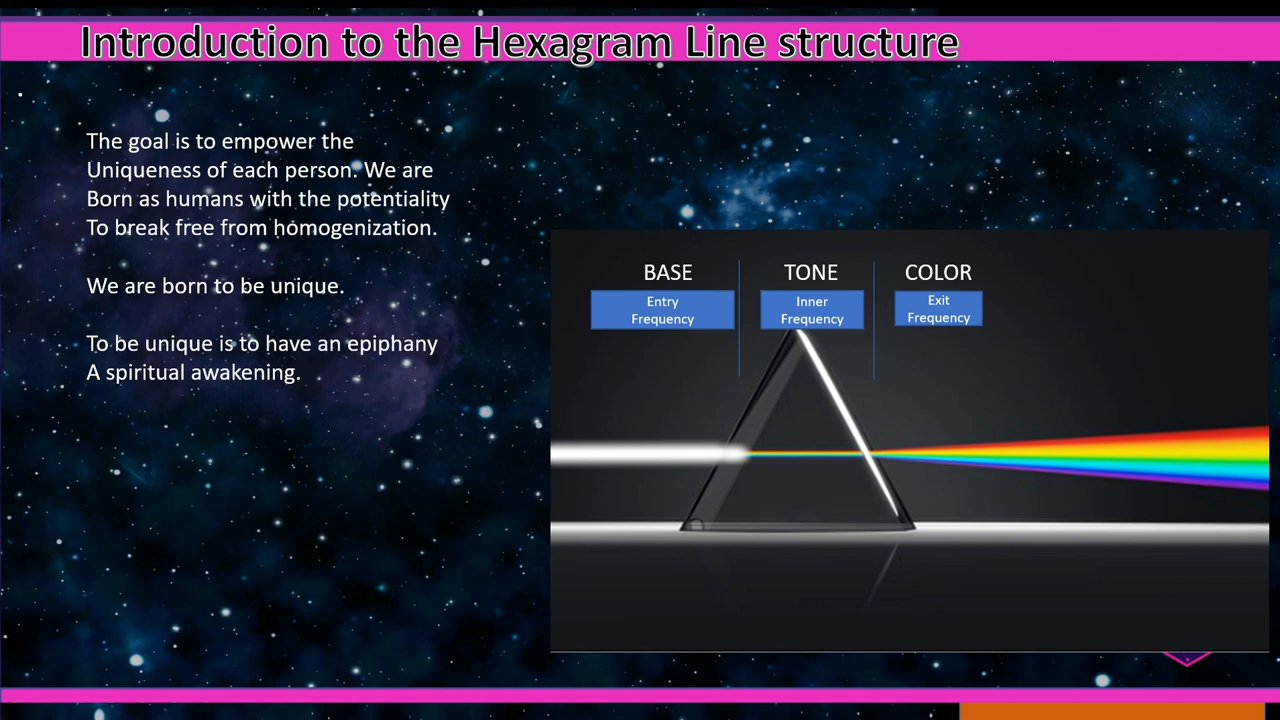 Introduction to the Hexagram Line structure
The goal is to empower the
Uniqueness of each person. We are
Born as humans with the potentiality
To break free from homogenization.
We are born to be unique.
To be unique is to have an epiphany
A spiritual awakening.
BASE
Entry
Frequency
TONE
Inner
Frequency
COLOR
Exit
Frequency